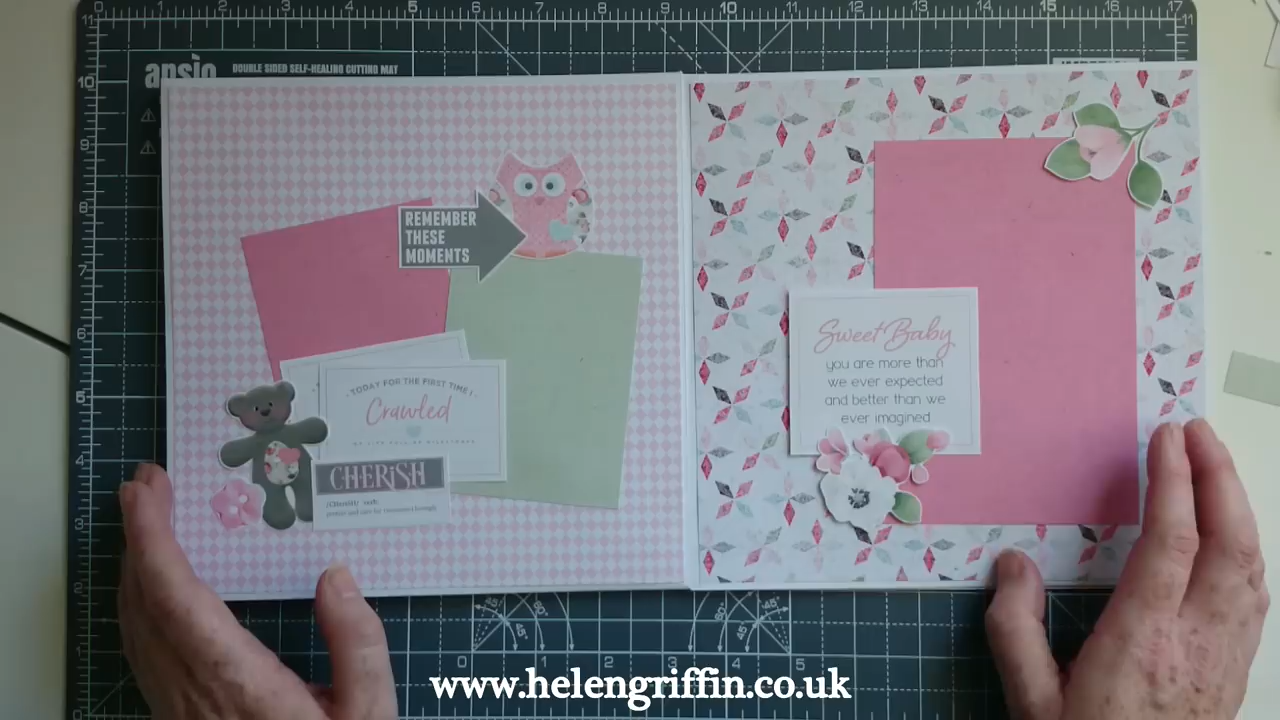 apsio DOUBLE SIDED SELF-HEALING CUTTING MAT
REMEMBER
THESE
MOMENTS
TODAY FOR THE FIRST TIME I
Crawled
CHERISH
Sweet Baby
you are more than
we ever expected
and better than we
ever imagined
www.helengriffin.co.uk